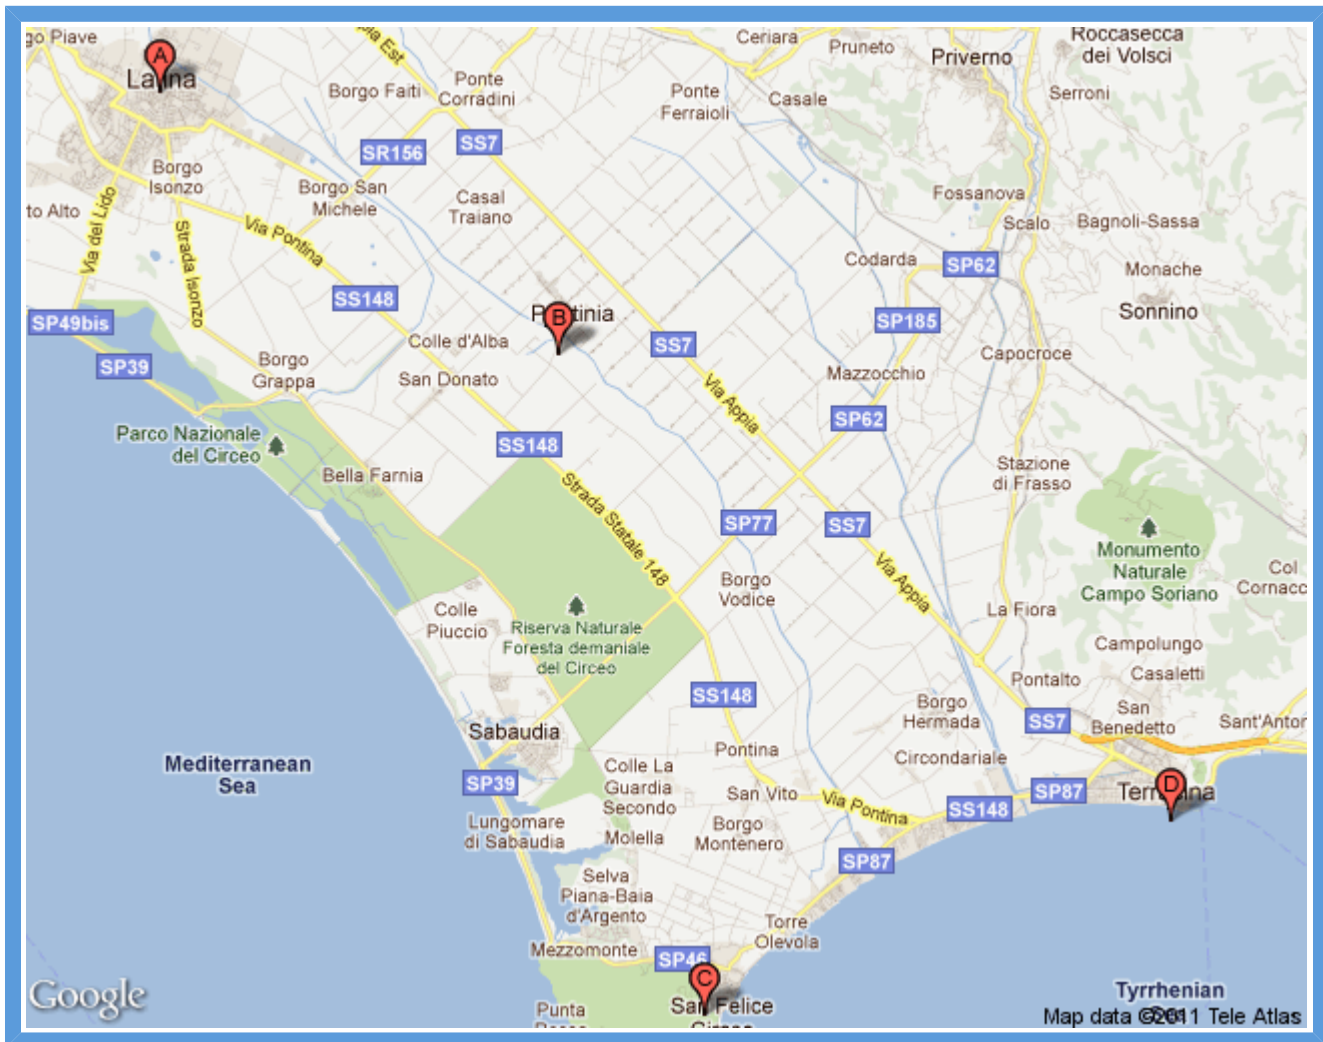 go Piave
A
Latina
pia Est
Ceriara
Pruneto
Roccasecca
dei Volsci
Priverno
Borgo Faiti
Ponte
Corradini
Ponte
Ferraioli
Casale
Serroni
SR156
SS7
Borgo
Isonzo
Borgo San
Michele
Casal
Traiano
Fossanova
Scalo
Bagnoli-Sassa
to Alto
Via del Lido
Strada Isonzo
Via Pontina
Codarda
SP62
Monache
Sonnino
SS148
B
Pontinia
SP49bis
SP185
Colle d'Alba
SS7
Capocroce
SP39
Borgo
Grappa
San Donato
Mazzocchio
Via Appia
SP62
Parco Nazionale
del Circeo
SS148
Bella Farnia
Stazione
di Frasso
Strada Statale 148
SP77
SS7
Monumento
Naturale
Campo Soriano
Col
Cornacc
Via Appia
Borgo
Vodice
Colle
Piuccio
La Fiora
Riserva Naturale
Foresta demaniale
del Circeo
Campolungo
Casaletti
Pontalto
SS148
Borgo
Hermada
SS7
San
Benedetto
Sant'Antor
Sabaudia
Pontina
Circondariale
Mediterranean
Sea
SP39
Colle La
Guardia
Secondo
San Vito
Via Pontina
SS148
SP87
D
Terracina
Lungomare
di Sabaudia
Molella
Borgo
Montenero
SP87
Selva
Piana-Baia
d'Argento
Torre
Olevola
Mezzomonte
SP46
C
San Felice
Circeo
Punta
Rossa
Google
Tyrrhenian
Sea
Map data ©2011 Tele Atlas